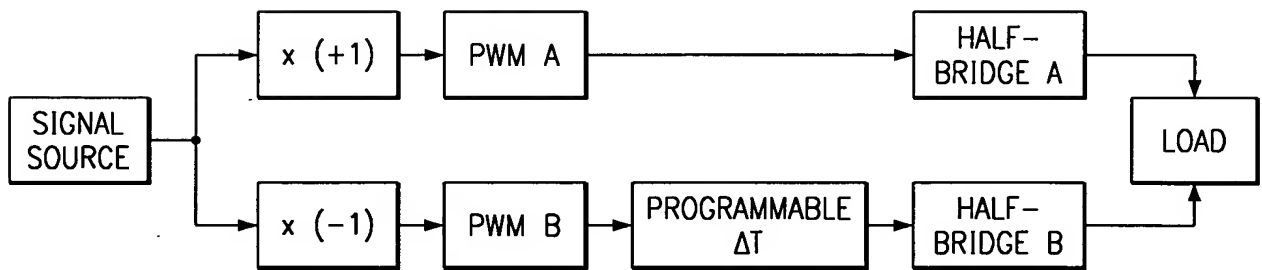 x (+1)
PWM A
HALF-
BRIDGE A
SIGNAL
SOURCE
LOAD
x (-1)
PWM B
PROGRAMMABLE
ΔT
HALF-
BRIDGE B